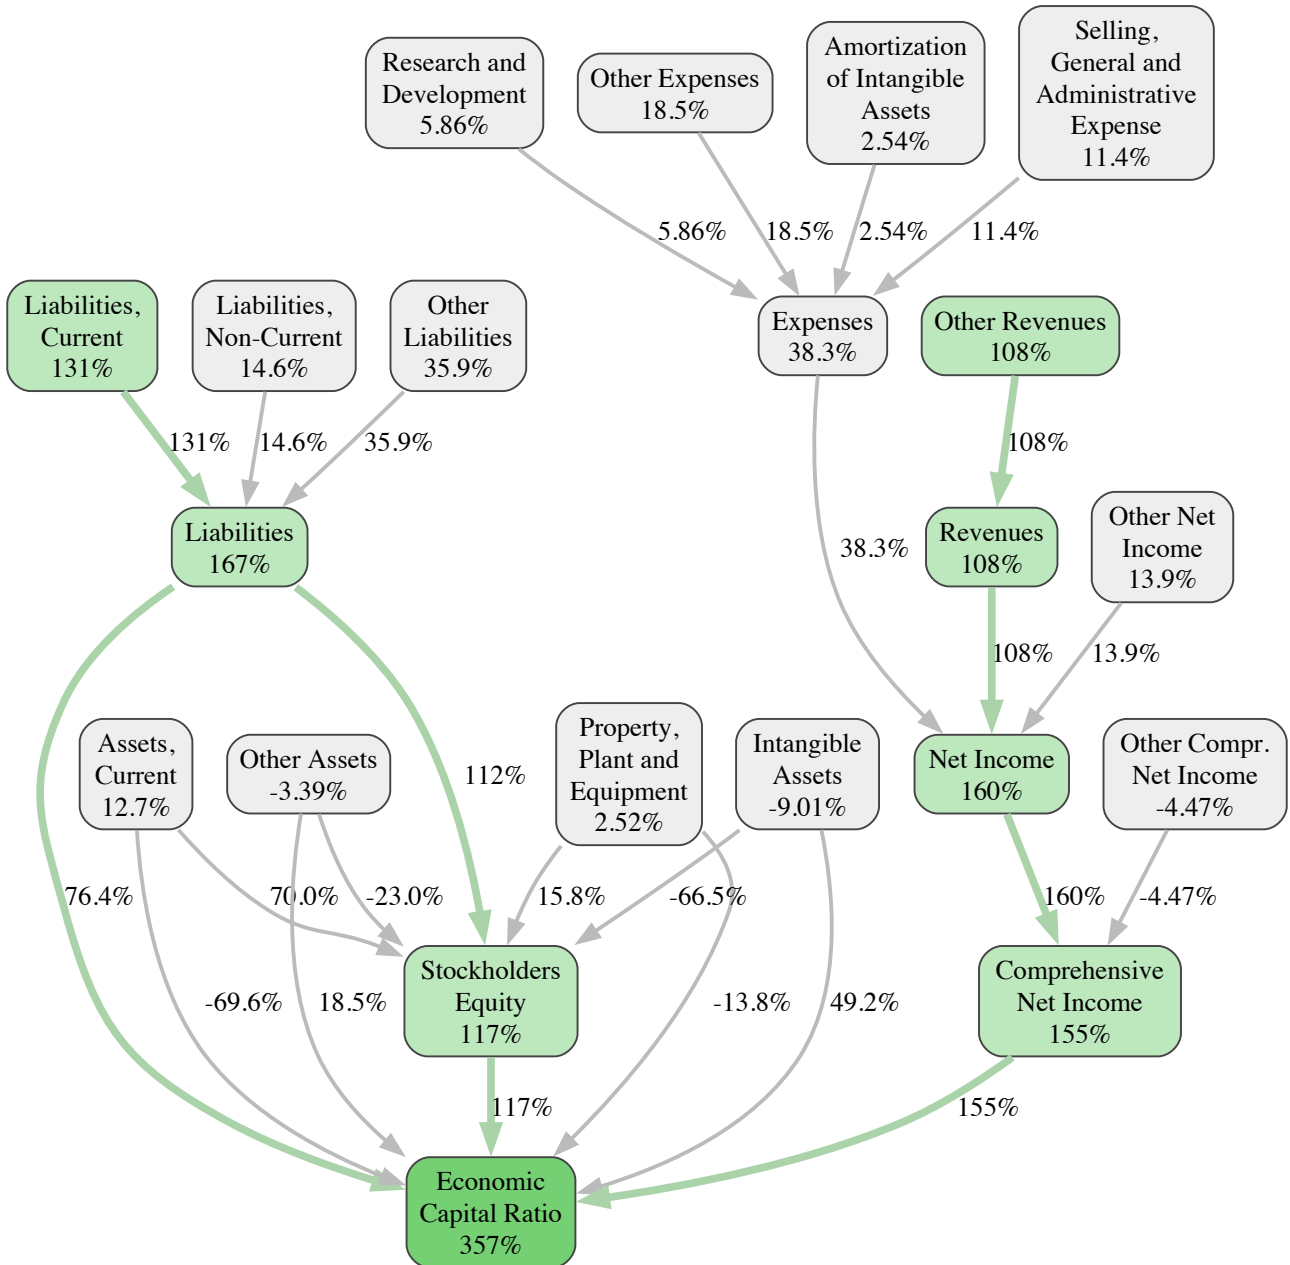 Research and
Development
5.86%
Other Expenses
18.5%
Amortization
of Intangible
Assets
2.54%
Selling,
General and
Administrative
Expense
11.4%
5.86%
18.5%
2.54%
11.4%
Liabilities,
Current
131%
Liabilities,
Non-Current
14.6%
Other
Liabilities
35.9%
Expenses
38.3%
Other Revenues
108%
131%
14.6%
35.9%
108%
Liabilities
167%
38.3%
Revenues
108%
Other Net
Income
13.9%
108%
13.9%
Assets,
Current
12.7%
Other Assets
-3.39%
112%
Property,
Plant and
Equipment
2.52%
Intangible
Assets
-9.01%
Net Income
160%
Other Compr.
Net Income
-4.47%
76.4%
70.0%
-23.0%
15.8%
-66.5%
160%
-4.47%
-69.6%
18.5%
Stockholders
Equity
117%
-13.8%
49.2%
Comprehensive
Net Income
155%
117%
155%
Economic
Capital Ratio
357%